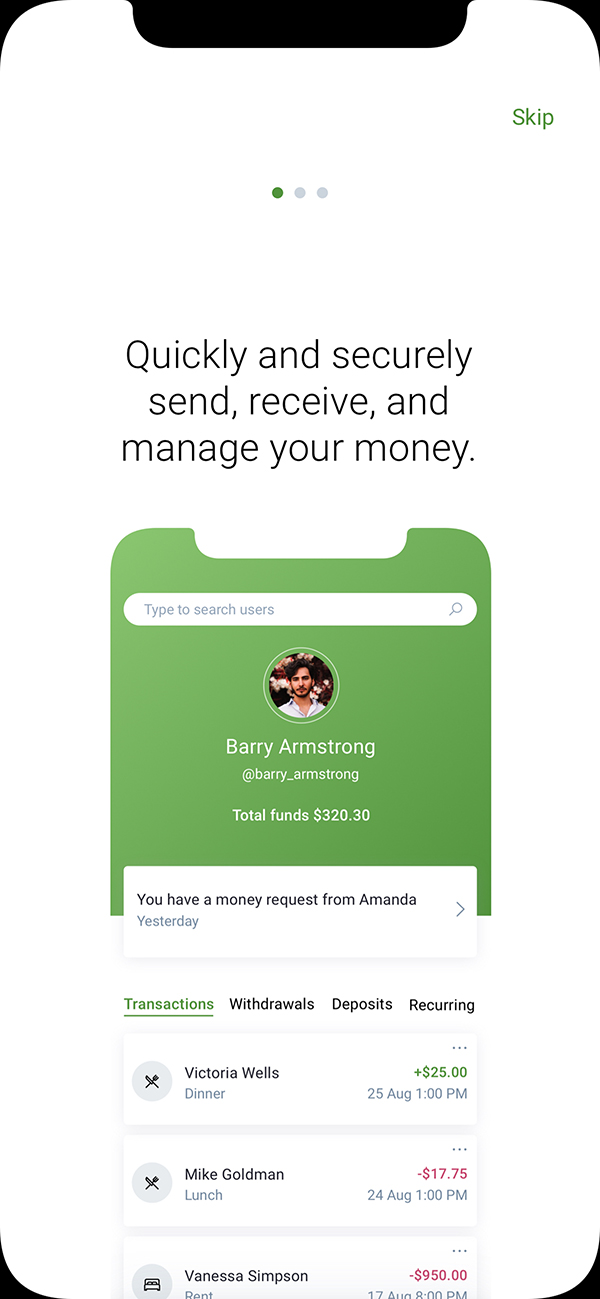 Skip
Quickly and securely
send, receive, and
manage your money.
Type to search users
Barry Armstrong
@barry_armstrong
Total funds $320.30
You have a money request from Amanda
Yesterday
Transactions Withdrawals Deposits Recurring
Victoria Wells +$25.00
Dinner 25 Aug 1:00 PM
Mike Goldman -$17.75
Lunch 24 Aug 1:00 PM
Vanessa Simpson -$950.00
Rent 17 Aug 8:00 PM